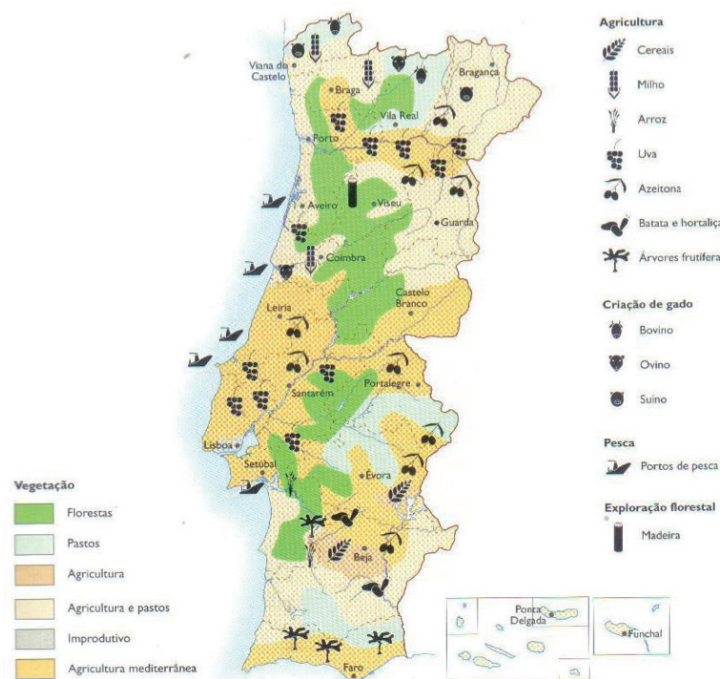 Agricultura
Cereais
Milho
Arroz
Uva
Azeitona
Batata e hortaliça
Árvores frutífera
Criação de gado
Bovino
Ovino
Suíno
Pesca
Portos de pesca
Exploração florestal
Madeira
Viana do
Castelo
Bragança
Braga
Vila Real
Porto
Aveiro
Viseu
Guarda
Coimbra
Leiria
Castelo
Branco
Santarém
Portalegre
Lisboa
Setúbal
Évora
Beja
Faro
Ponta
Delgada
Funchal
Vegetação
Florestas
Pastos
Agricultura
Agricultura e pastos
Improdutivo
Agricultura mediterrânea